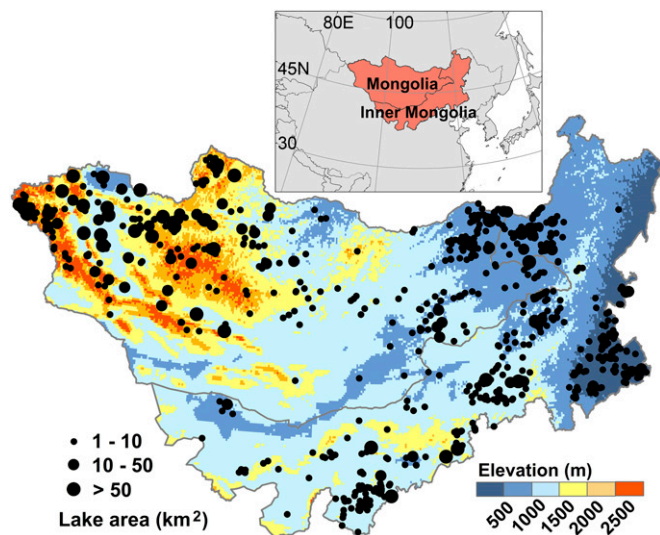 80E 100
45N
Mongolia
Inner Mongolia
30
1 - 10
10 - 50
> 50
Lake area (km²)
Elevation (m)
500 1000 1500 2000 2500